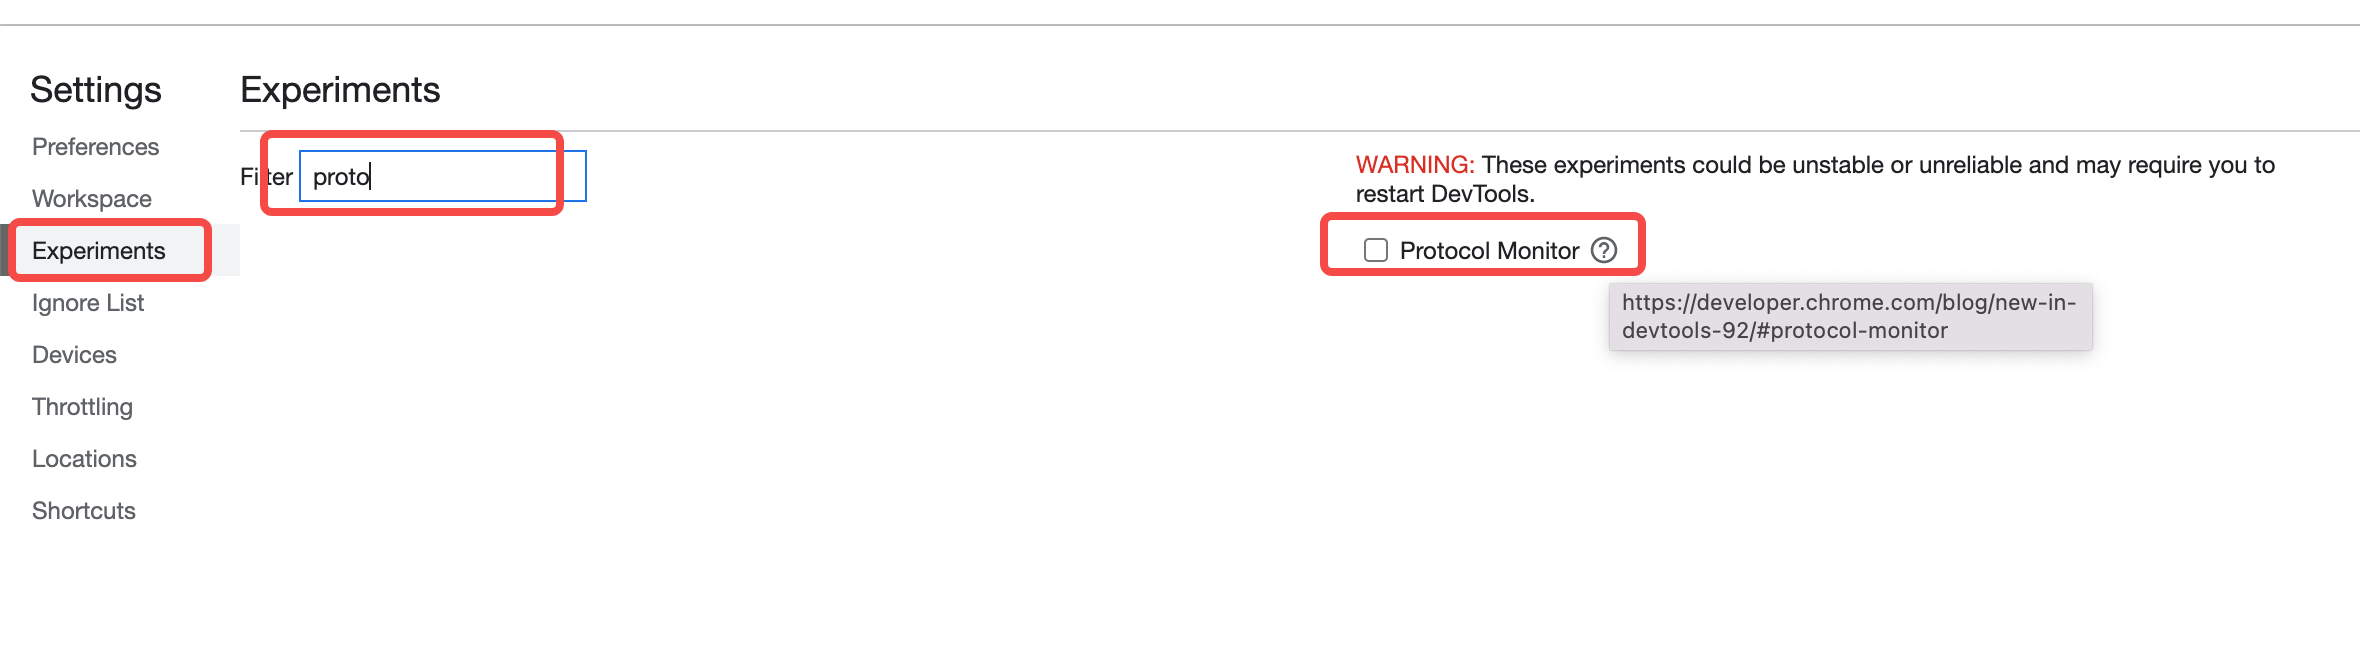 Settings
Preferences
Workspace
Experiments
Ignore List
Devices
Throttling
Locations
Shortcuts
Experiments
Filter proto
WARNING: These experiments could be unstable or unreliable and may require you to
restart DevTools.
Protocol Monitor ?
https://developer.chrome.com/blog/new-in-
devtools-92/#protocol-monitor